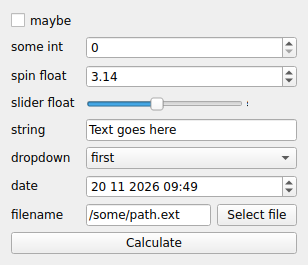 maybe
some int 0
spin float 3.14
slider float
string Text goes here
dropdown first
date 20 11 2026 09:49
filename /some/path.ext Select file
Calculate